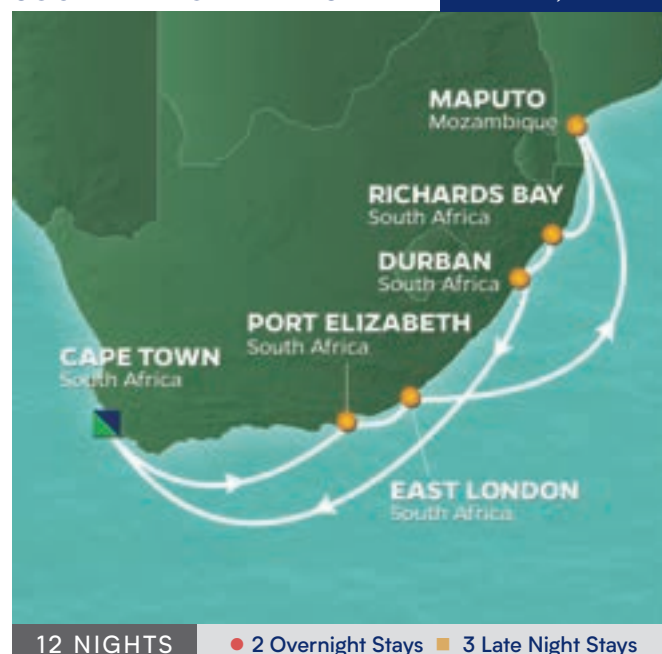 MAPUTO
Mozambique
RICHARDS BAY
South Africa
DURBAN
South Africa
PORT ELIZABETH
South Africa
CAPE TOWN
South Africa
EAST LONDON
South Africa
12 NIGHTS
2 Overnight Stays
3 Late Night Stays